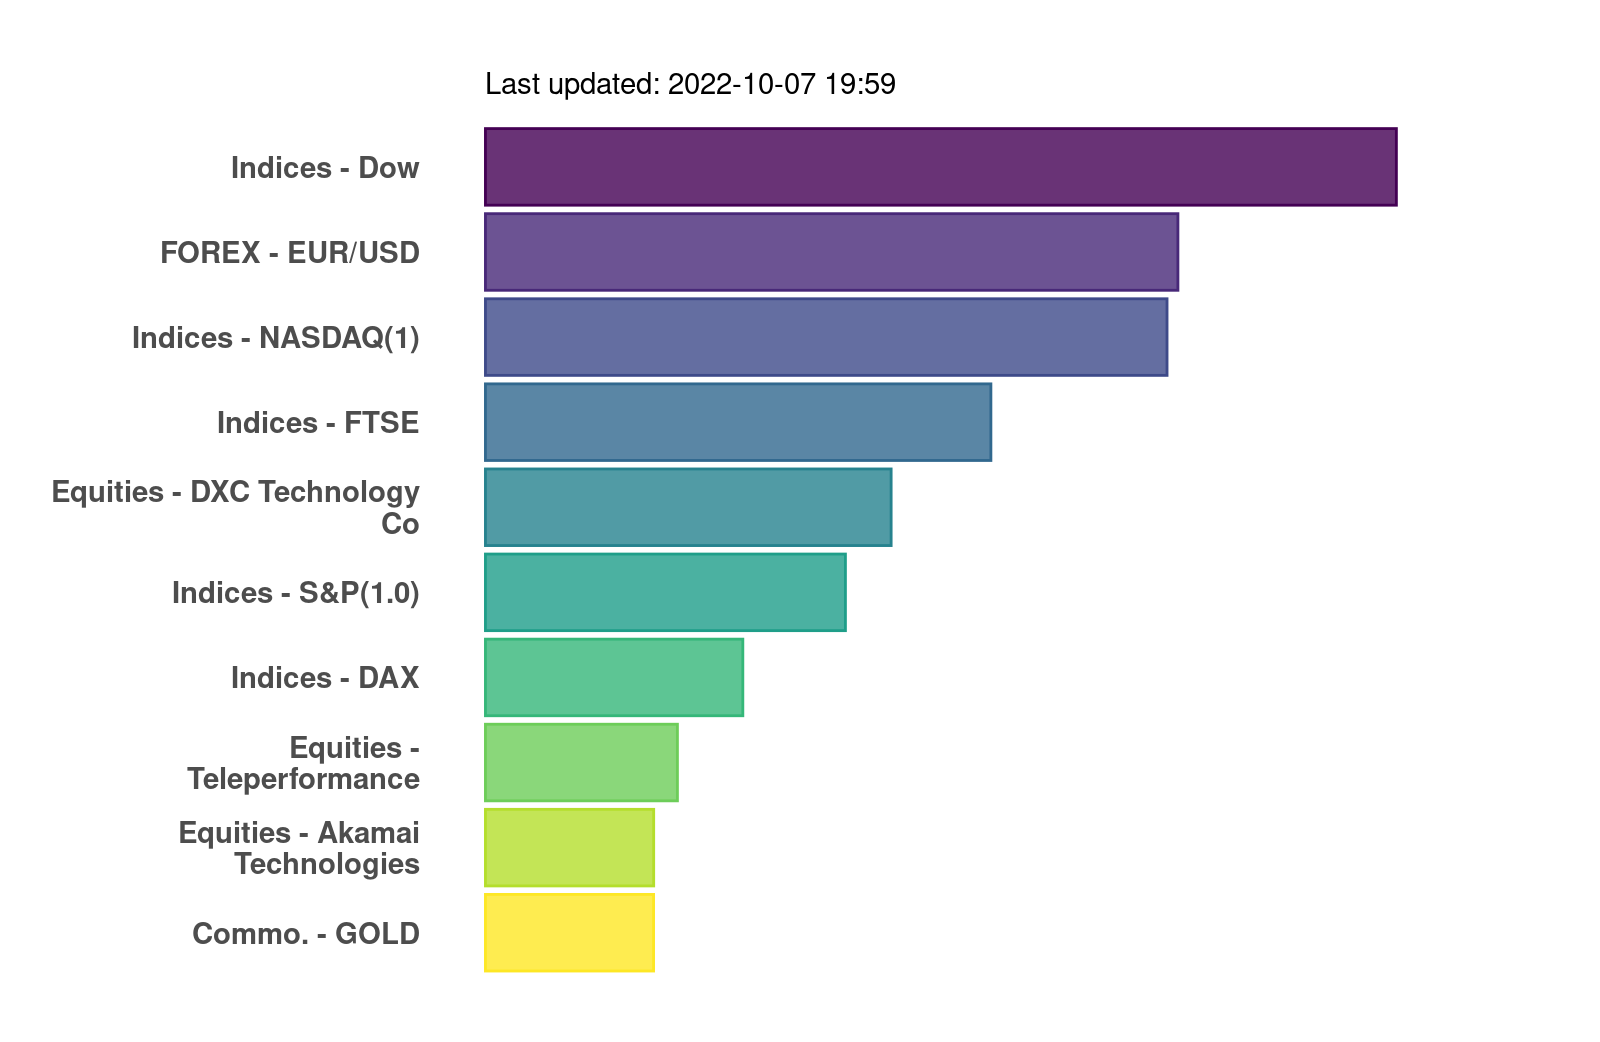 Last updated: 2022-10-07 19:59
Indices - Dow
FOREX - EUR/USD
Indices - NASDAQ(1)
Indices - FTSE
Equities - DXC Technology
Co
Indices - S&P(1.0)
Indices - DAX
Equities -
Teleperformance
Equities - Akamai
Technologies
Commo. - GOLD